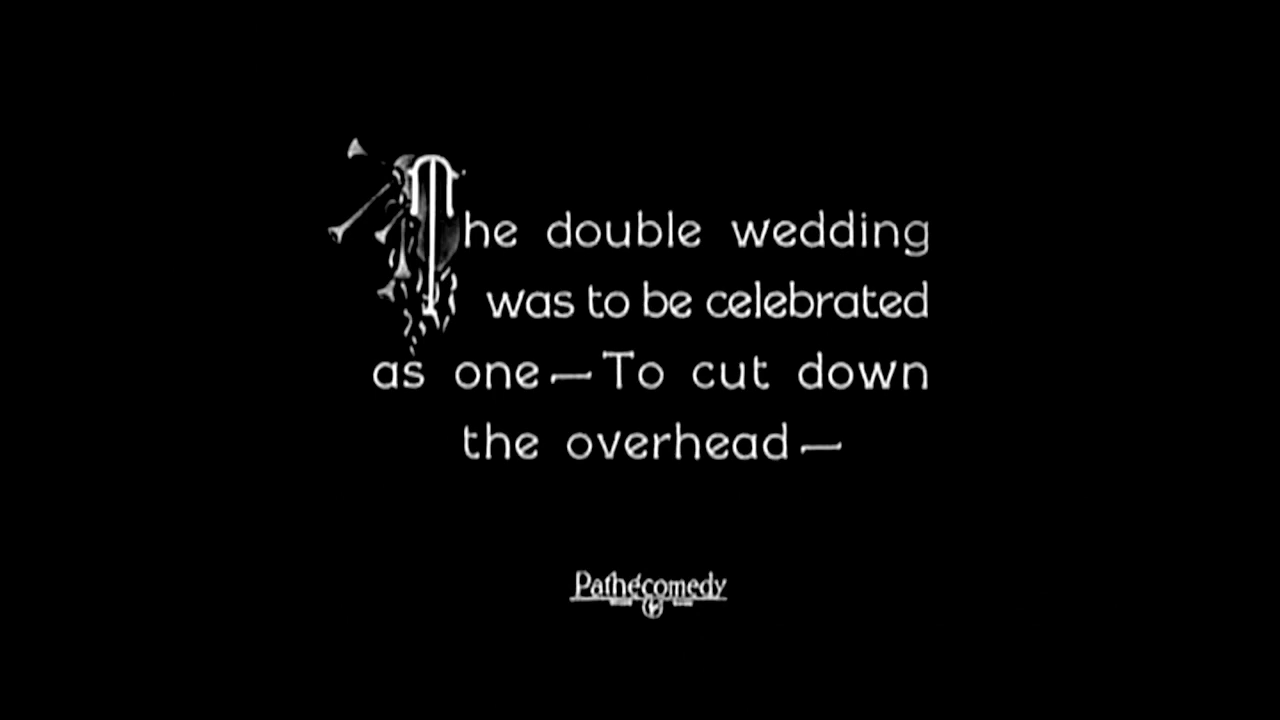 The double wedding
was to be celebrated
as one — To cut down
the overhead —
Pathécomedy